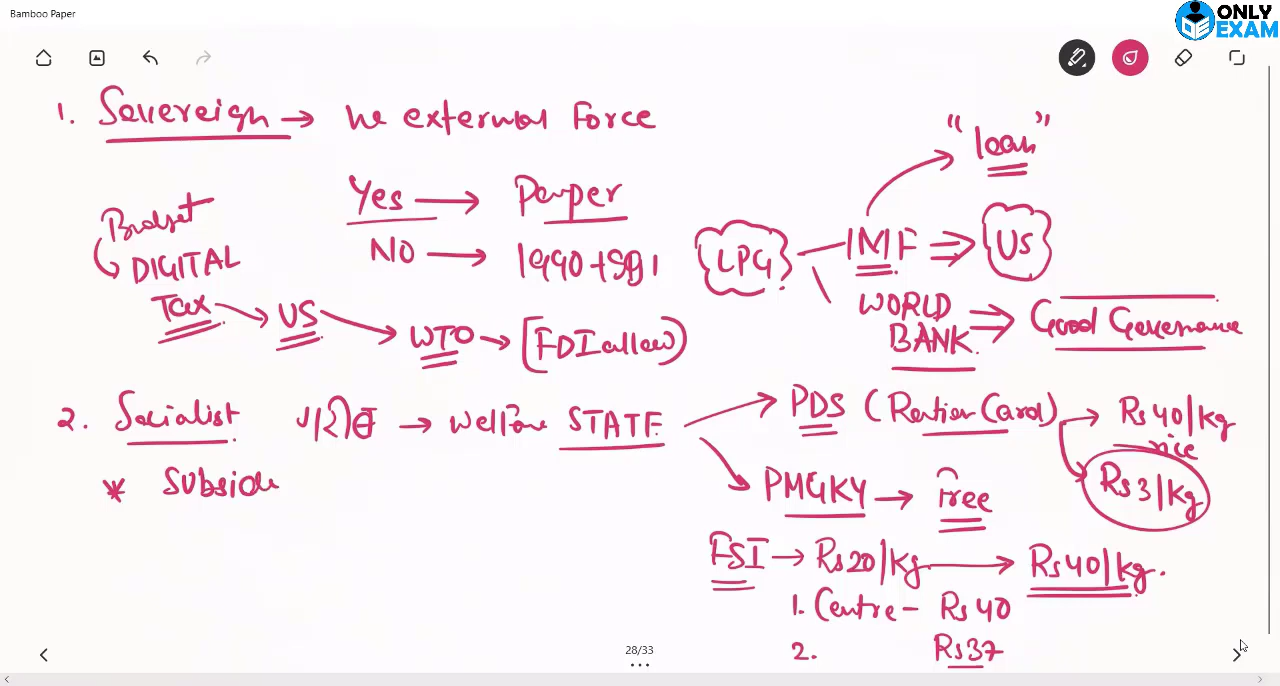 Bamboo Paper
ONLY
EXAM
1. Sovereign → no external Force
"loan"
Yes → Pauper
No → 1990 + 1991
LPG
IMF ⇒ US
WORLD BANK ⇒ Good Governance
Budget
DIGITAL
Tax → US → WTO → [FDI allow]
2. Socialist → Welfare STATE
PDS (Ration Card) → Rs 40/kg
rice
Rs 3/kg
* Subside
PMGKY → Free
FSI → Rs 20/kg → Rs 40/kg.
1. Centre - Rs 40
2. Rs 37
28/33